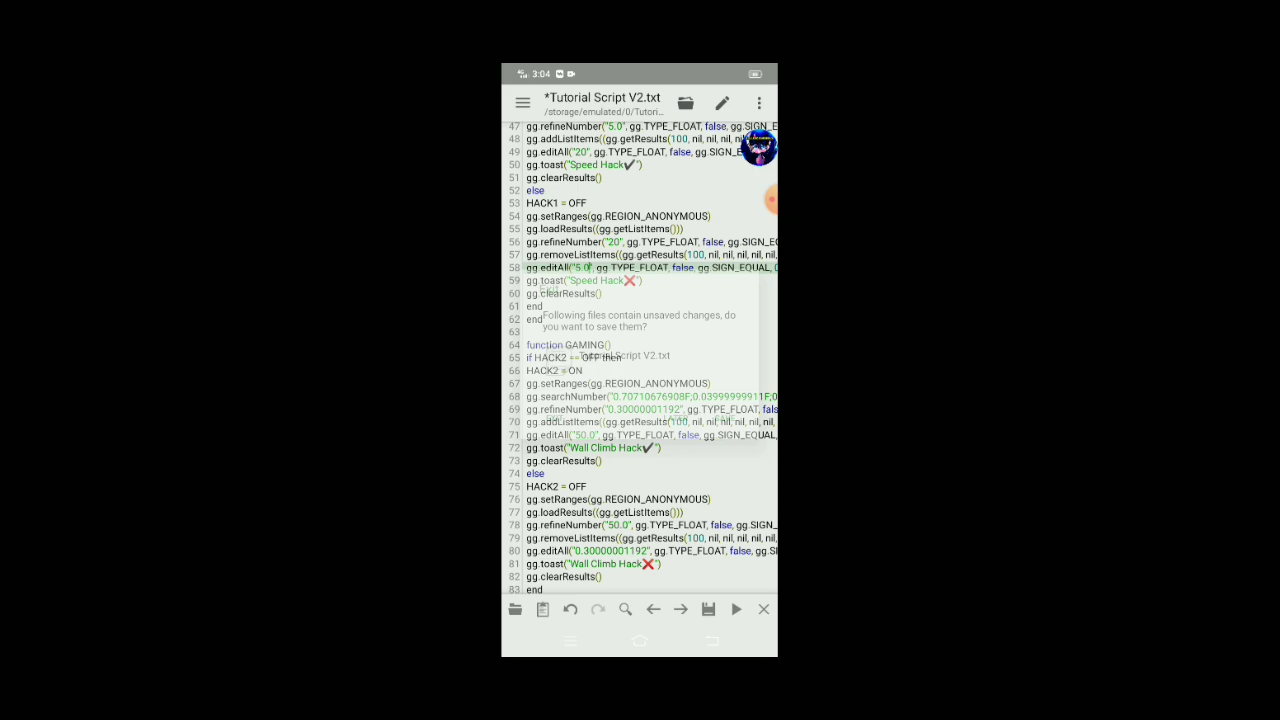 3:04
*Tutorial Script V2.txt
/storage/emulated/0/Tutori...
47 gg.refineNumber("5.0", gg.TYPE_FLOAT, false, gg.SIGN_E
48 gg.addListItems((gg.getResults(100, nil, nil, nil, ni
49 gg.editAll("20", gg.TYPE_FLOAT, false, gg.SIGN_E
50 gg.toast("Speed Hack✔")
51 gg.clearResults()
52 else
53 HACK1 = OFF
54 gg.setRanges(gg.REGION_ANONYMOUS)
55 gg.loadResults((gg.getListItems()))
56 gg.refineNumber("20", gg.TYPE_FLOAT, false, gg.SIGN_EQ
57 gg.removeListItems((gg.getResults(100, nil, nil, nil, nil,
58 gg.editAll("5.0", gg.TYPE_FLOAT, false, gg.SIGN_EQUAL, 0
59 gg.toast("Speed Hack❌")
Exit
60 gg.clearResults()
61 end
62 end
Following files contain unsaved changes, do
you want to save them?
63
64 function GAMING()
65 if HACK2 == OFF then
Tutorial Script V2.txt
66 HACK2 = ON
67 gg.setRanges(gg.REGION_ANONYMOUS)
68 gg.searchNumber("0.70710676908F;0.03999999911F;0
69 gg.refineNumber("0.30000001192", gg.TYPE_FLOAT, fals
70 gg.addListItems((gg.getResults(100, nil, nil, nil, nil, nil,
71 gg.editAll("50.0", gg.TYPE_FLOAT, false, gg.SIGN_EQUAL,
72 gg.toast("Wall Climb Hack✔")
73 gg.clearResults()
74 else
75 HACK2 = OFF
76 gg.setRanges(gg.REGION_ANONYMOUS)
77 gg.loadResults((gg.getListItems()))
78 gg.refineNumber("50.0", gg.TYPE_FLOAT, false, gg.SIGN_
79 gg.removeListItems((gg.getResults(100, nil, nil, nil, nil,
80 gg.editAll("0.30000001192", gg.TYPE_FLOAT, false, gg.SI
81 gg.toast("Wall Climb Hack❌")
82 gg.clearResults()
83 end